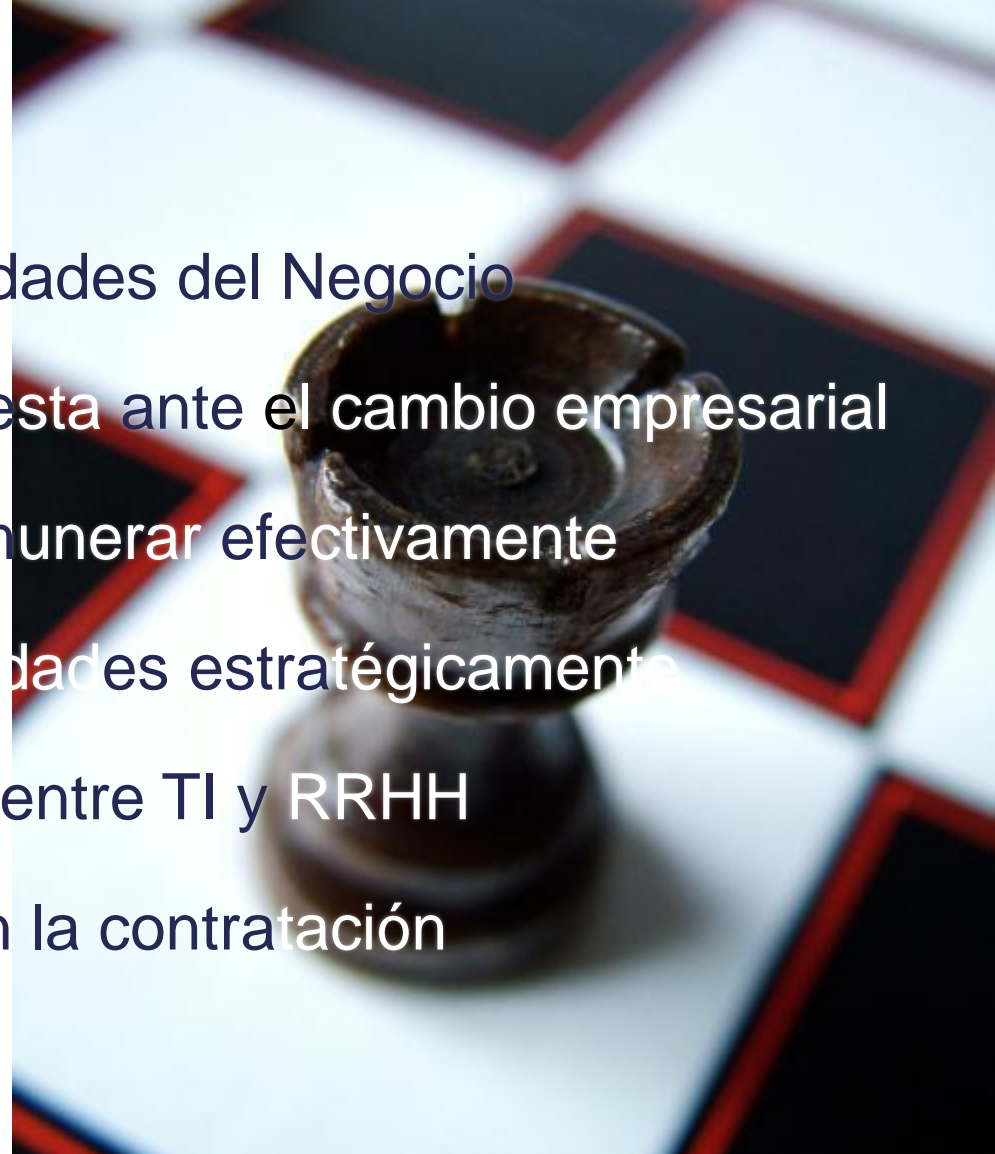 dades del Negocio
esta ante el cambio empresarial
nunerar efectivamente
dades estratégicamente
entre TI y RRHH
n la contratación